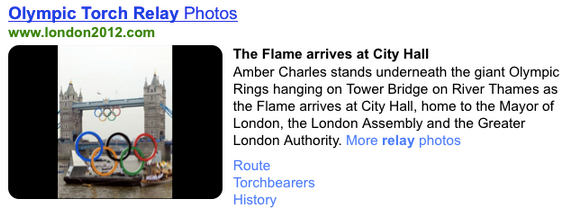 Olympic Torch Relay Photos
www.london2012.com
The Flame arrives at City Hall
Amber Charles stands underneath the giant Olympic
Rings hanging on Tower Bridge on River Thames as
the Flame arrives at City Hall, home to the Mayor of
London, the London Assembly and the Greater
London Authority. More relay photos
Route
Torchbearers
History